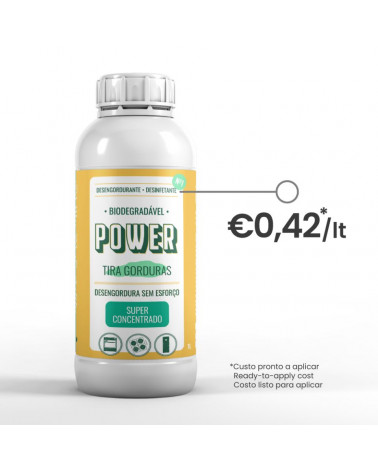 DESENGORDURANTE • DESINFETANTE
• BIODEGRADÁVEL •
POWER
TIRA GORDURAS
DESENGORDURA SEM ESFORÇO
SUPER
CONCENTRADO
€0,42*/lt
*Custo pronto a aplicar
Ready-to-apply cost
Costo listo para aplicar